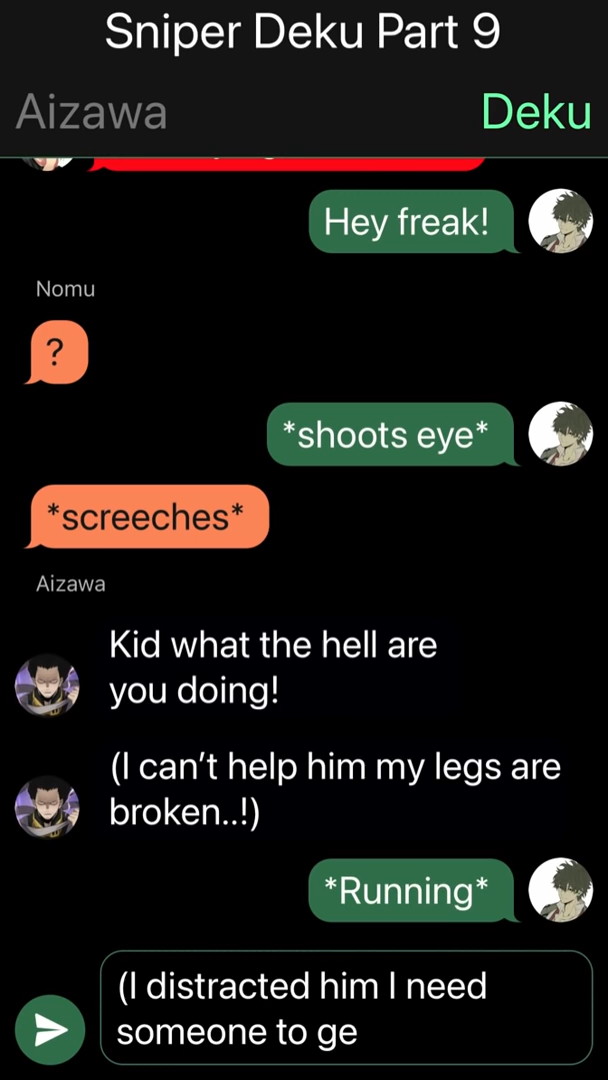 Sniper Deku Part 9
Aizawa
Deku
Hey freak!
Nomu
?
*shoots eye*
*screeches*
Aizawa
Kid what the hell are
you doing!
(I can’t help him my legs are
broken..!)
*Running*
(I distracted him I need
someone to ge